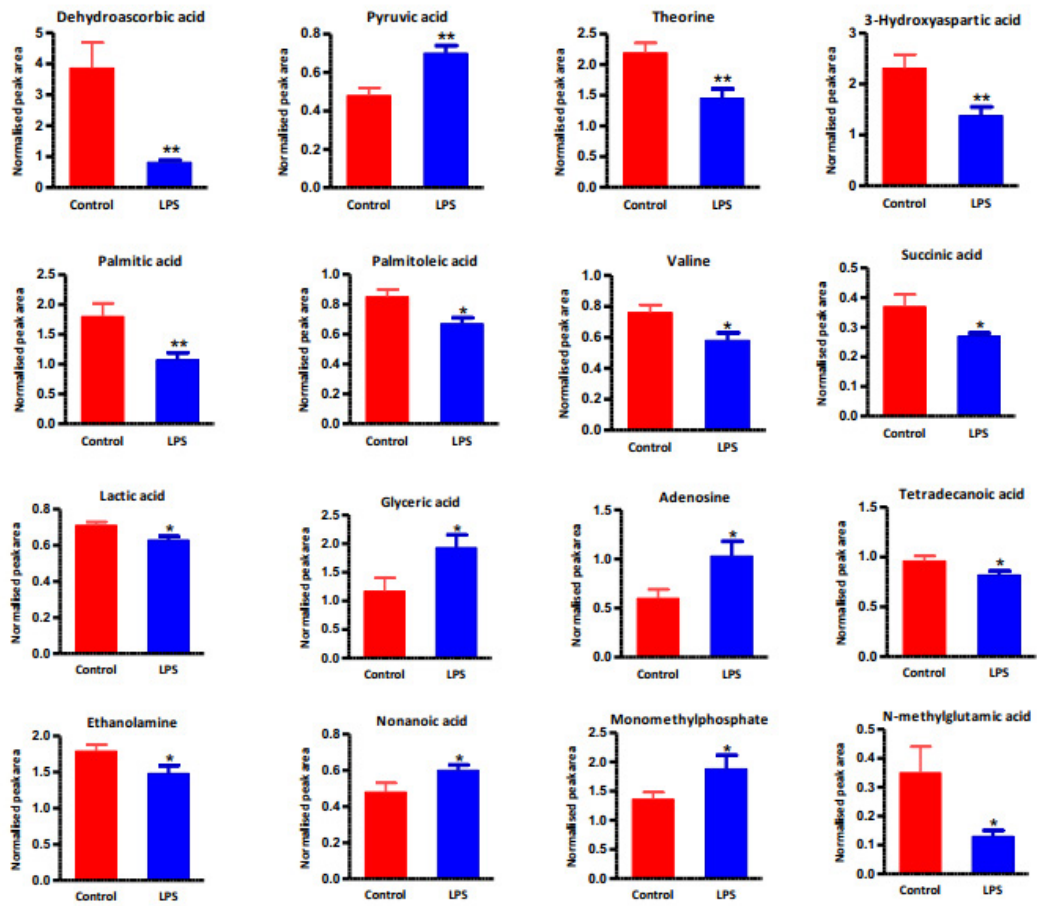 Dehydroascorbic acid
Normalised peak area
5
4
3
2
1
0
**
Control LPS
Pyruvic acid
Normalised peak area
0.8
0.6
0.4
0.2
0.0
**
Control LPS
Theorine
Normalised peak area
2.5
2.0
1.5
1.0
0.5
0.0
**
Control LPS
3-Hydroxyaspartic acid
Normalised peak area
3
2
1
0
**
Control LPS
Palmitic acid
Normalised peak area
2.5
2.0
1.5
1.0
0.5
0.0
**
Control LPS
Palmitoleic acid
Normalised peak area
1.0
0.8
0.6
0.4
0.2
0.0
*
Control LPS
Valine
Normalised peak area
1.0
0.8
0.6
0.4
0.2
0.0
*
Control LPS
Succinic acid
Normalised peak area
0.5
0.4
0.3
0.2
0.1
0.0
*
Control LPS
Lactic acid
Normalised peak area
0.8
0.6
0.4
0.2
0.0
*
Control LPS
Glyceric acid
Normalised peak area
2.5
2.0
1.5
1.0
0.5
0.0
*
Control LPS
Adenosine
Normalised peak area
1.5
1.0
0.5
0.0
*
Control LPS
Tetradecanoic acid
Normalised peak area
1.5
1.0
0.5
0.0
*
Control LPS
Ethanolamine
Normalised peak area
2.0
1.5
1.0
0.5
0.0
*
Control LPS
Nonanoic acid
Normalised peak area
0.8
0.6
0.4
0.2
0.0
*
Control LPS
Monomethylphosphate
Normalised peak area
2.5
2.0
1.5
1.0
0.5
0.0
*
Control LPS
N-methylglutamic acid
Normalised peak area
0.5
0.4
0.3
0.2
0.1
0.0
*
Control LPS